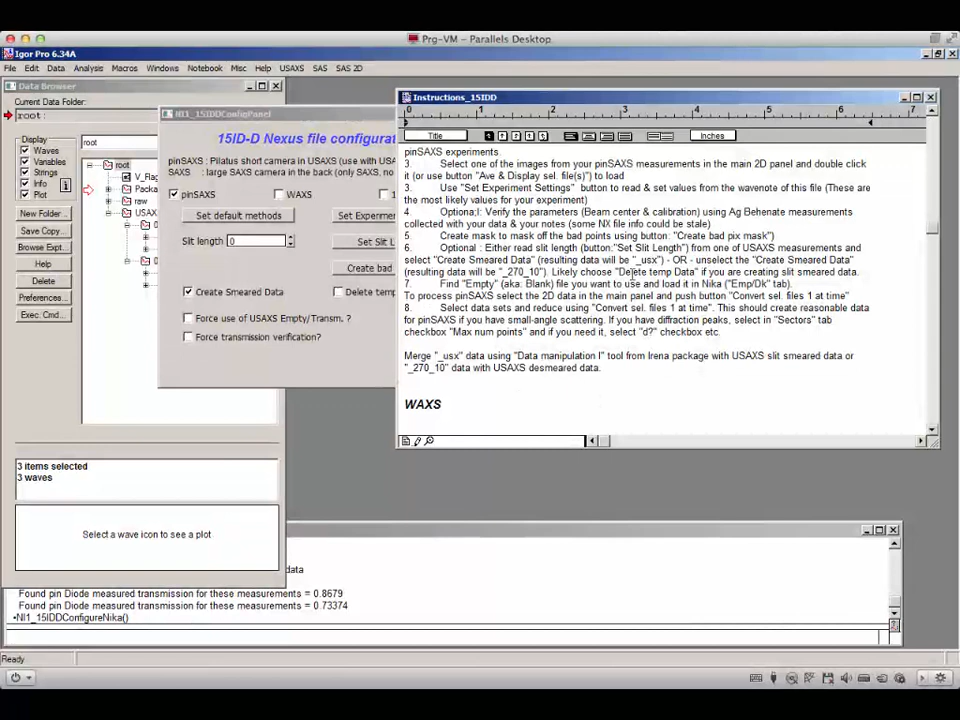 Prg-VM - Parallels Desktop
Igor Pro 6.34A
File Edit Data Analysis Macros Windows Notebook Misc Help USAXS SAS SAS 2D
Data Browser
Current Data Folder:
root:
Display
Waves
Variables
Strings
Info
Plot
New Folder...
Save Copy...
Browse Expt...
Help
Delete
Preferences...
Exec. Cmd...
root
root
V_Flag
Packa
raw
USAX
3 items selected
3 waves
Select a wave icon to see a plot
NI1_15IDDConfigPanel
15ID-D Nexus file configurat
pinSAXS : Pilatus short camera in USAXS (use with USAX
SAXS : large SAXS camera in the back (only SAXS, no
pinSAXS
WAXS
Set default methods
Set Experimen
Slit length 0
Set Slit L
Create bad
Create Smeared Data
Delete temp
Force use of USAXS Empty/Transm. ?
Force transmission verification?
Instructions_15IDD
0 1 2 3 4 5 6
Title
Inches
pinSAXS experiments.
3. Select one of the images from your pinSAXS measurements in the main 2D panel and double click
it (or use button "Ave & Display sel. file(s)") to load
3. Use "Set Experiment Settings" button to read & set values from the wavenote of this file (These are
the most likely values for your experiment)
4. Optiona;l: Verify the parameters (Beam center & calibration) using Ag Behenate measurements
collected with your data & your notes (some NX file info could be stale)
5. Create mask to mask off the bad points using button: "Create bad pix mask")
6. Optional : Either read slit length (button:"Set Slit Length") from one of USAXS measurements and
select "Create Smeared Data" (resulting data will be "_usx") - OR - unselect the "Create Smeared Data"
(resulting data will be "_270_10"). Likely choose "Delete temp Data" if you are creating slit smeared data.
7. Find "Empty" (aka: Blank) file you want to use and load it in Nika ("Emp/Dk" tab).
To process pinSAXS select the 2D data in the main panel and push button "Convert sel. files 1 at time"
8. Select data sets and reduce using "Convert sel. files 1 at time". This should create reasonable data
for pinSAXS if you have small-angle scattering. If you have diffraction peaks, select in "Sectors" tab
checkbox "Max num points" and if you need it, select "d?" checkbox etc.
Merge "_usx" data using "Data manipulation I" tool from Irena package with USAXS slit smeared data or
"_270_10" data with USAXS desmeared data.
WAXS
data
Found pin Diode measured transmission for these measurements = 0.8679
Found pin Diode measured transmission for these measurements = 0.73374
•NI1_15IDDConfigureNika()
Ready